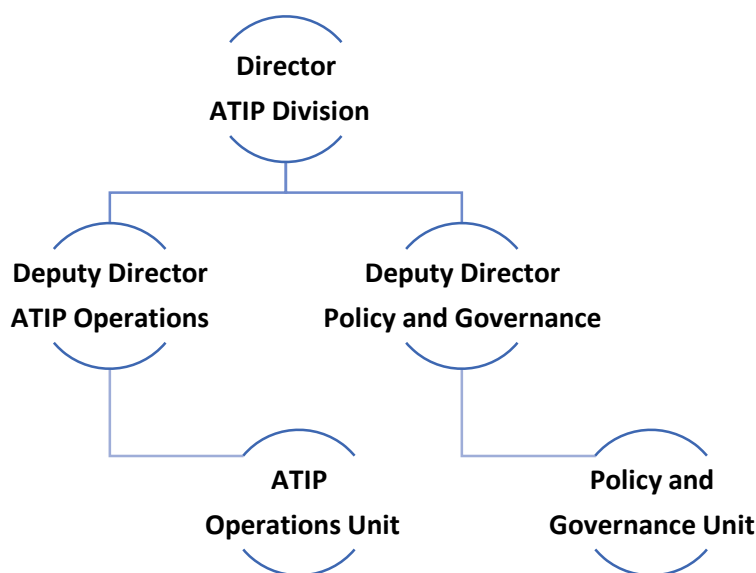 Director
ATIP Division
Deputy Director
ATIP Operations
Deputy Director
Policy and Governance
ATIP
Operations Unit
Policy and
Governance Unit